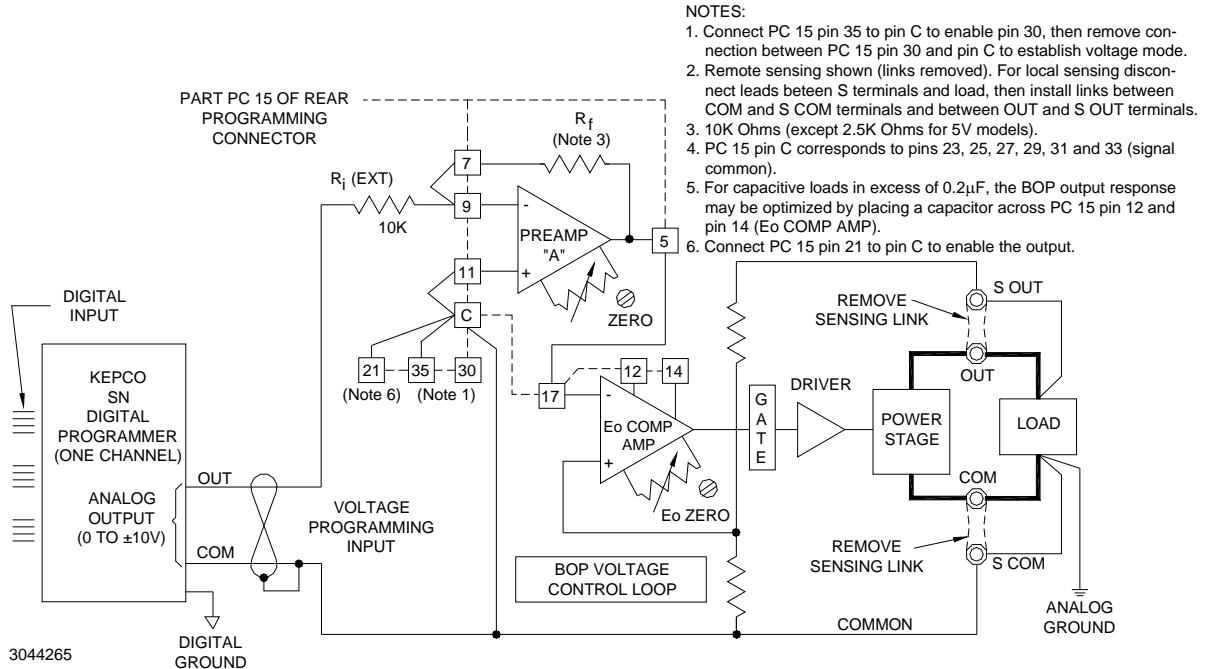 NOTES:
1. Connect PC 15 pin 35 to pin C to enable pin 30, then remove con-
nection between PC 15 pin 30 and pin C to establish voltage mode.
2. Remote sensing shown (links removed). For local sensing discon-
nect leads beteen S terminals and load, then install links between
COM and S COM terminals and between OUT and S OUT terminals.
3. 10K Ohms (except 2.5K Ohms for 5V models).
4. PC 15 pin C corresponds to pins 23, 25, 27, 29, 31 and 33 (signal
common).
5. For capacitive loads in excess of 0.2μF, the BOP output response
may be optimized by placing a capacitor across PC 15 pin 12 and
pin 14 (Eo COMP AMP).
6. Connect PC 15 pin 21 to pin C to enable the output.
PART PC 15 OF REAR
PROGRAMMING
CONNECTOR
Rf
(Note 3)
7
Ri (EXT)
10K
9
-
PREAMP
"A"
+
5
11
ZERO
C
21
35
30
(Note 6)
(Note 1)
DIGITAL
INPUT
KEPCO
SN
DIGITAL
PROGRAMMER
(ONE CHANNEL)
ANALOG
OUTPUT
(0 TO ±10V)
OUT
COM
VOLTAGE
PROGRAMMING
INPUT
DIGITAL
GROUND
17
12
14
-
Eo COMP
AMP
+
Eo ZERO
GATE
DRIVER
POWER
STAGE
LOAD
REMOVE
SENSING LINK
S OUT
OUT
COM
REMOVE
SENSING LINK
S COM
BOP VOLTAGE
CONTROL LOOP
COMMON
ANALOG
GROUND
3044265